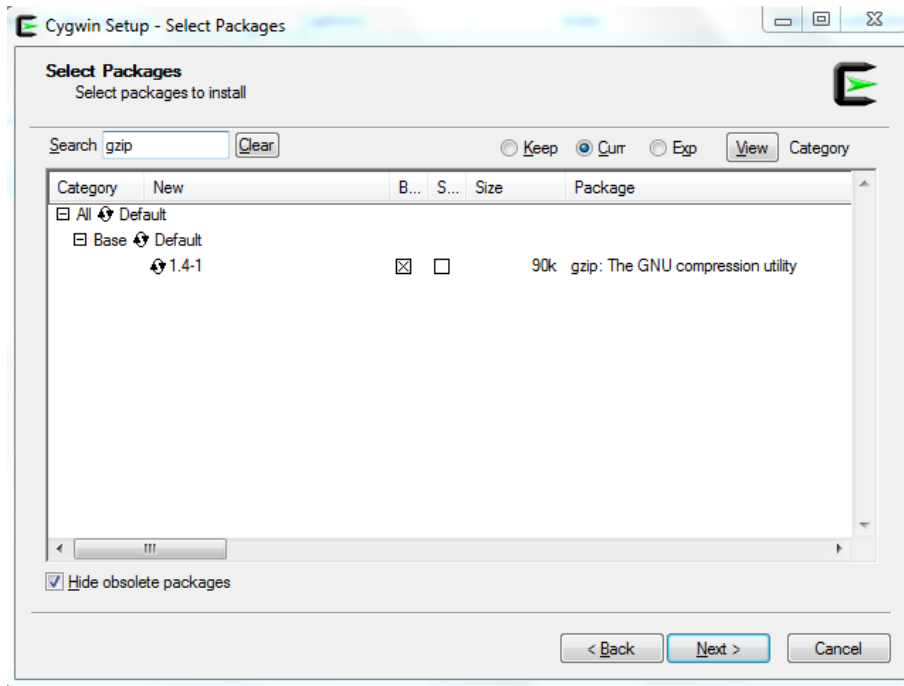 Cygwin Setup - Select Packages
Select Packages
Select packages to install
Search gzip Clear Keep Curr Exp View Category
Category New B... S... Size Package
All Default
Base Default
1.4-1 90k gzip: The GNU compression utility
Hide obsolete packages
< Back Next > Cancel